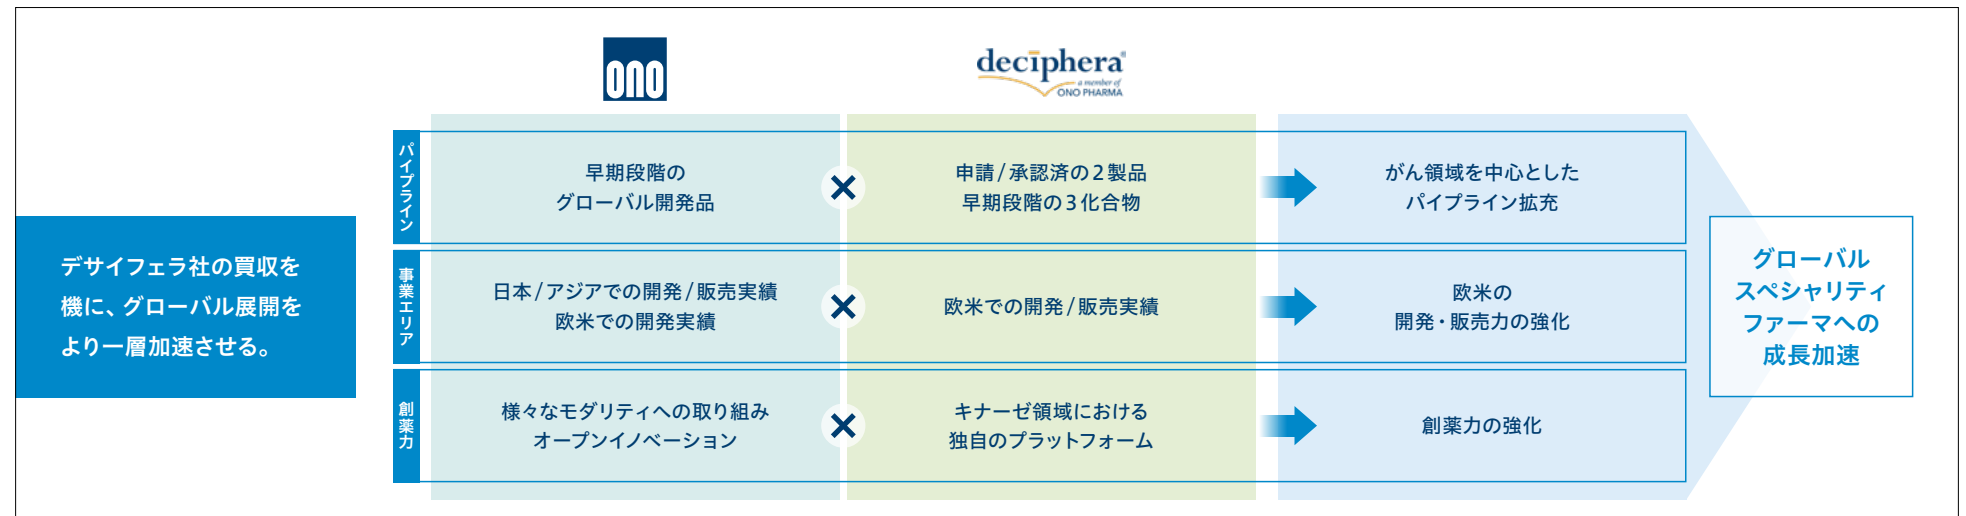 ono
deciphera®
a member of
ONO PHARMA
デサイフェラ社の買収を
機に、グローバル展開を
より一層加速させる。
パイプライン
早期段階の
グローバル開発品
×
申請/承認済の2製品
早期段階の3化合物
がん領域を中心とした
パイプライン拡充
事業エリア
日本/アジアでの開発/販売実績
欧米での開発実績
×
欧米での開発/販売実績
欧米の
開発・販売力の強化
創薬力
様々なモダリティへの取り組み
オープンイノベーション
×
キナーゼ領域における
独自のプラットフォーム
創薬力の強化
グローバル
スペシャリティ
ファーマへの
成長加速